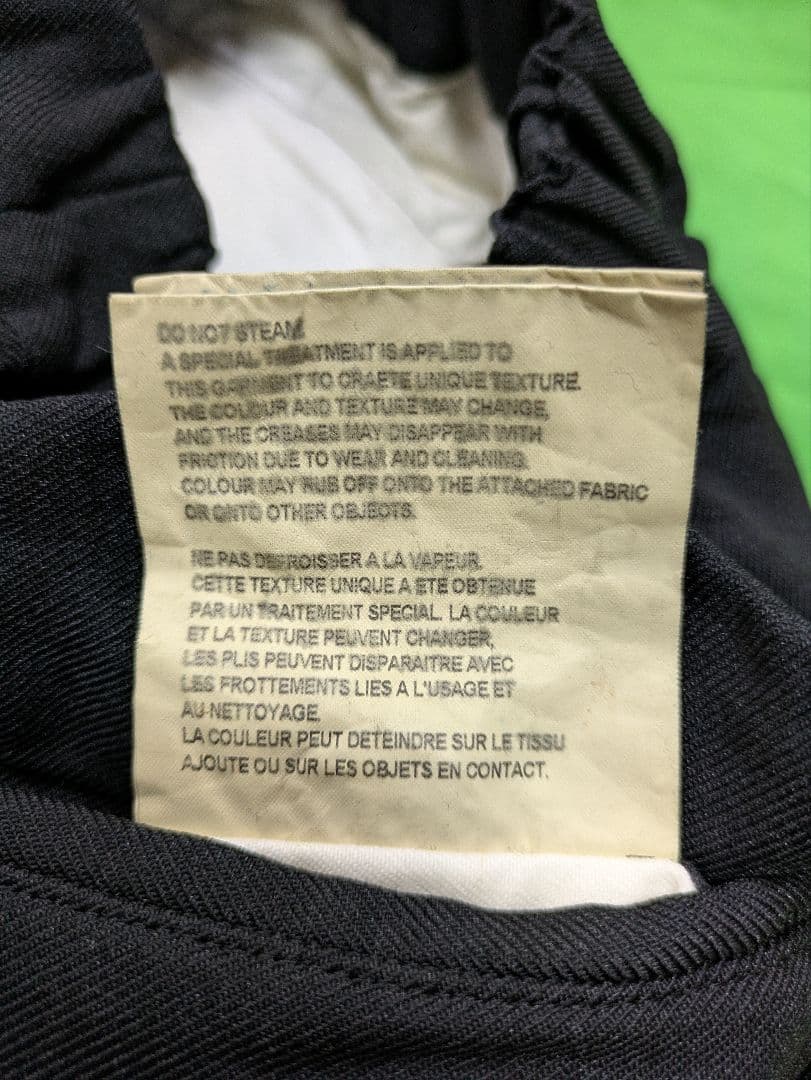 DO NOT STEAM
A SPECIAL TREATMENT IS APPLIED TO
THIS GARMENT TO CRAETE UNIQUE TEXTURE.
THE COLOUR AND TEXTURE MAY CHANGE,
AND THE CREASES MAY DISAPPEAR WITH
FRICTION DUE TO WEAR AND CLEANING.
COLOUR MAY RUB OFF ONTO THE ATTACHED FABRIC
OR ONTO OTHER OBJECTS.
NE PAS DEFROISSER A LA VAPEUR.
CETTE TEXTURE UNIQUE A ETE OBTENUE
PAR UN TRAITEMENT SPECIAL. LA COULEUR
ET LA TEXTURE PEUVENT CHANGER,
LES PLIS PEUVENT DISPARAITRE AVEC
LES FROTTEMENTS LIES A L'USAGE ET
AU NETTOYAGE.
LA COULEUR PEUT DETEINDRE SUR LE TISSU
AJOUTE OU SUR LES OBJETS EN CONTACT.